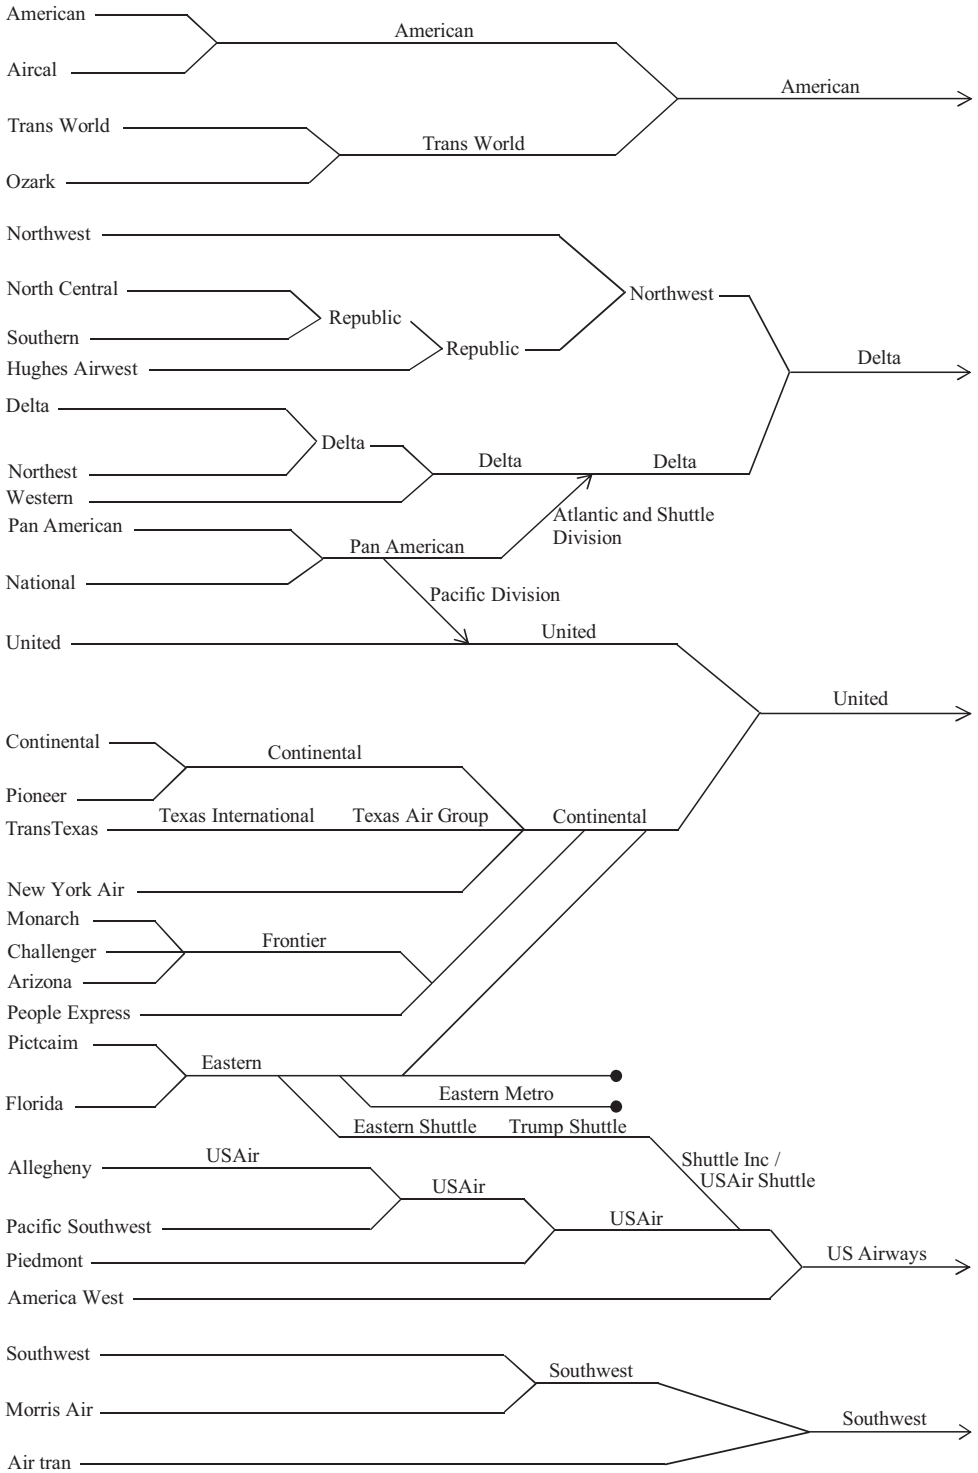 American
American
Aircal
American
Trans World
Trans World
Ozark
Northwest
North Central
Northwest
Republic
Southern
Republic
Hughes Airwest
Delta
Delta
Delta
Delta
Delta
Northest
Western
Atlantic and Shuttle
Division
Pan American
Pan American
National
Pacific Division
United
United
United
Continental
Continental
Pioneer
TransTexas
Texas International
Texas Air Group
Continental
New York Air
Monarch
Challenger
Frontier
Arizona
People Express
Pictcaim
Eastern
Florida
Eastern Metro
Eastern Shuttle
Trump Shuttle
Allegheny
USAir
Shuttle Inc /
USAir Shuttle
USAir
Pacific Southwest
USAir
Piedmont
US Airways
America West
Southwest
Southwest
Morris Air
Southwest
Air tran